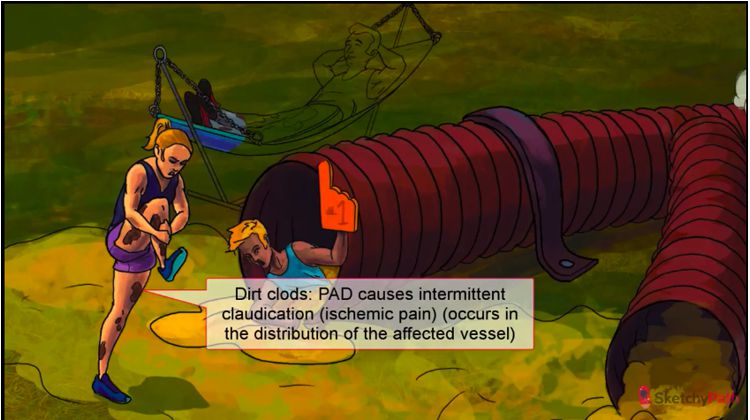 #1
Dirt clods: PAD causes intermittent
claudication (ischemic pain) (occurs in
the distribution of the affected vessel)
SketchyPath